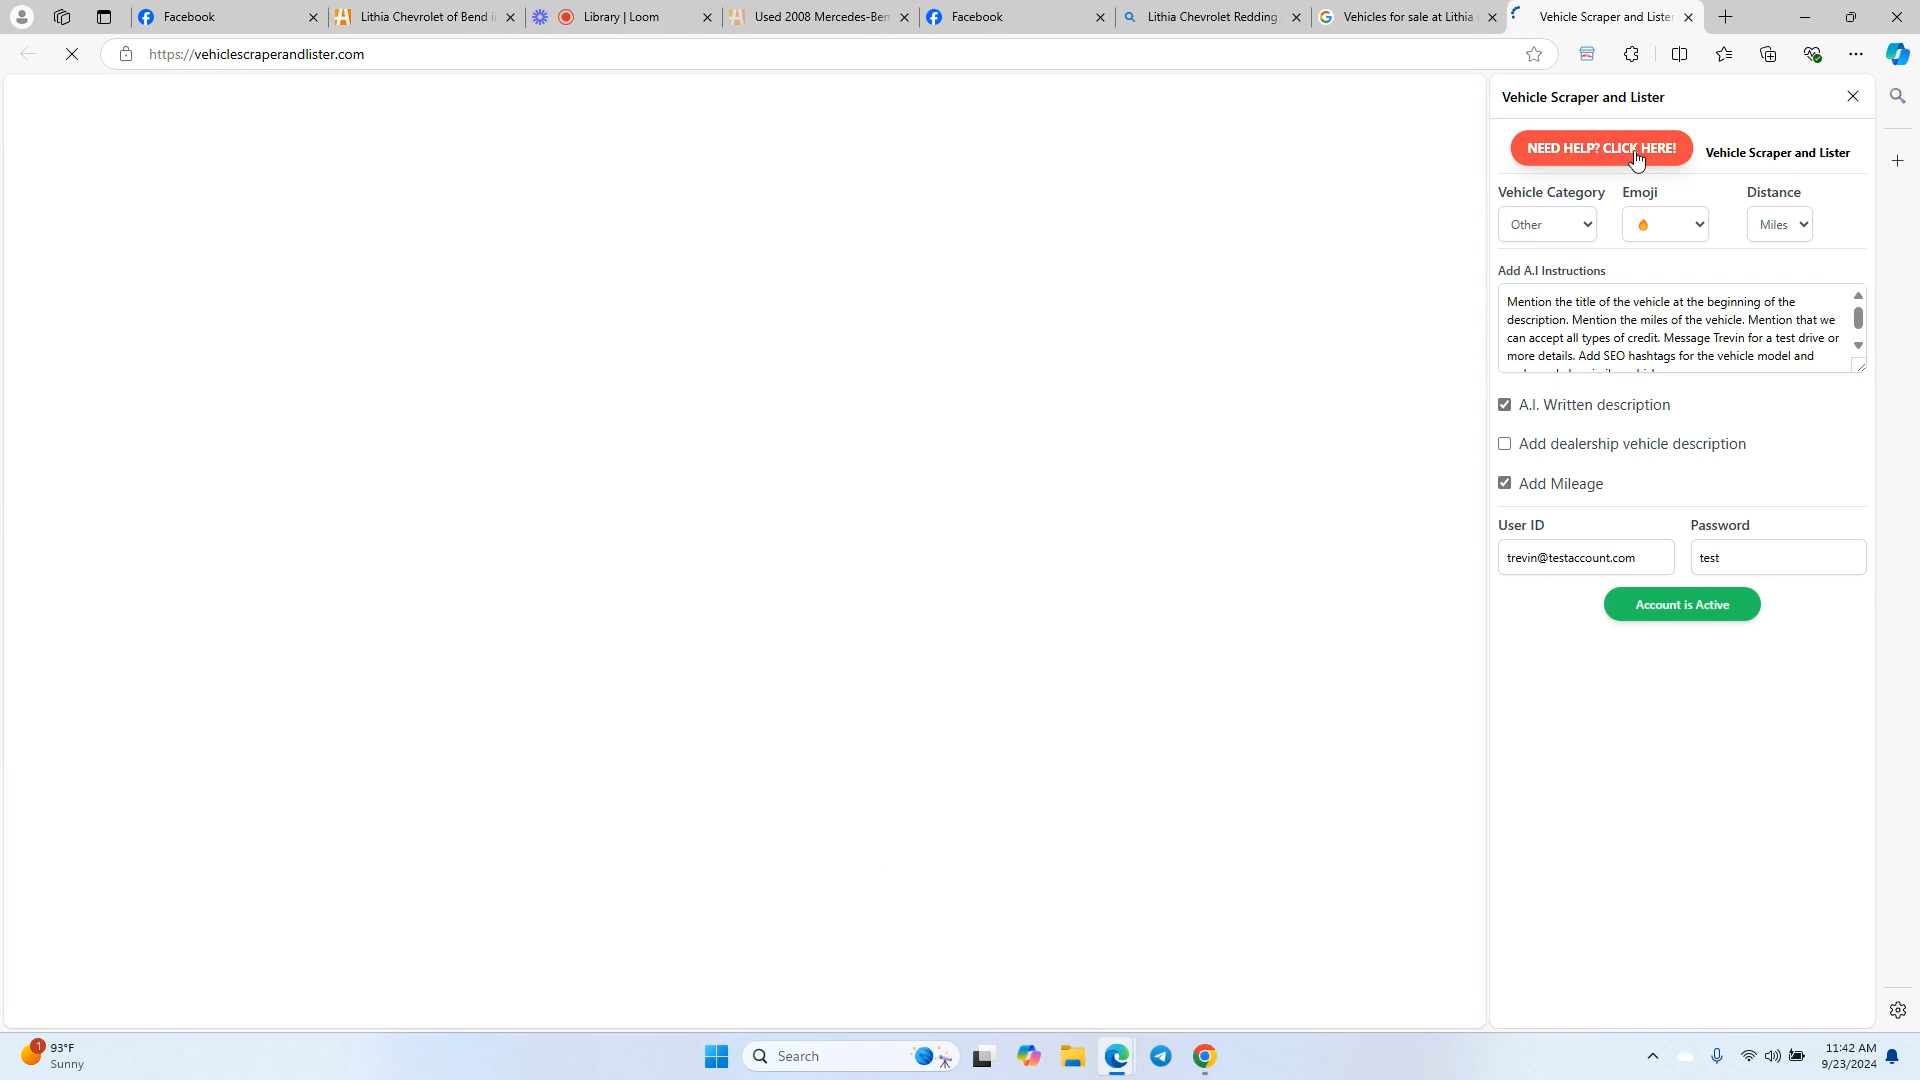 Facebook
Lithia Chevrolet of Bend i
Library | Loom
Used 2008 Mercedes-Ben
Facebook
Lithia Chevrolet Redding
Vehicles for sale at Lithia
Vehicle Scraper and Lister
https://vehiclescraperandlister.com
Vehicle Scraper and Lister
NEED HELP? CLICK HERE!
Vehicle Scraper and Lister
Vehicle Category
Emoji
Distance
Other
Miles
Add A.I Instructions
Mention the title of the vehicle at the beginning of the
description. Mention the miles of the vehicle. Mention that we
can accept all types of credit. Message Trevin for a test drive or
more details. Add SEO hashtags for the vehicle model and
A.I. Written description
Add dealership vehicle description
Add Mileage
User ID
Password
trevin@testaccount.com
test
Account is Active
1
93°F
Sunny
Search
11:42 AM
9/23/2024